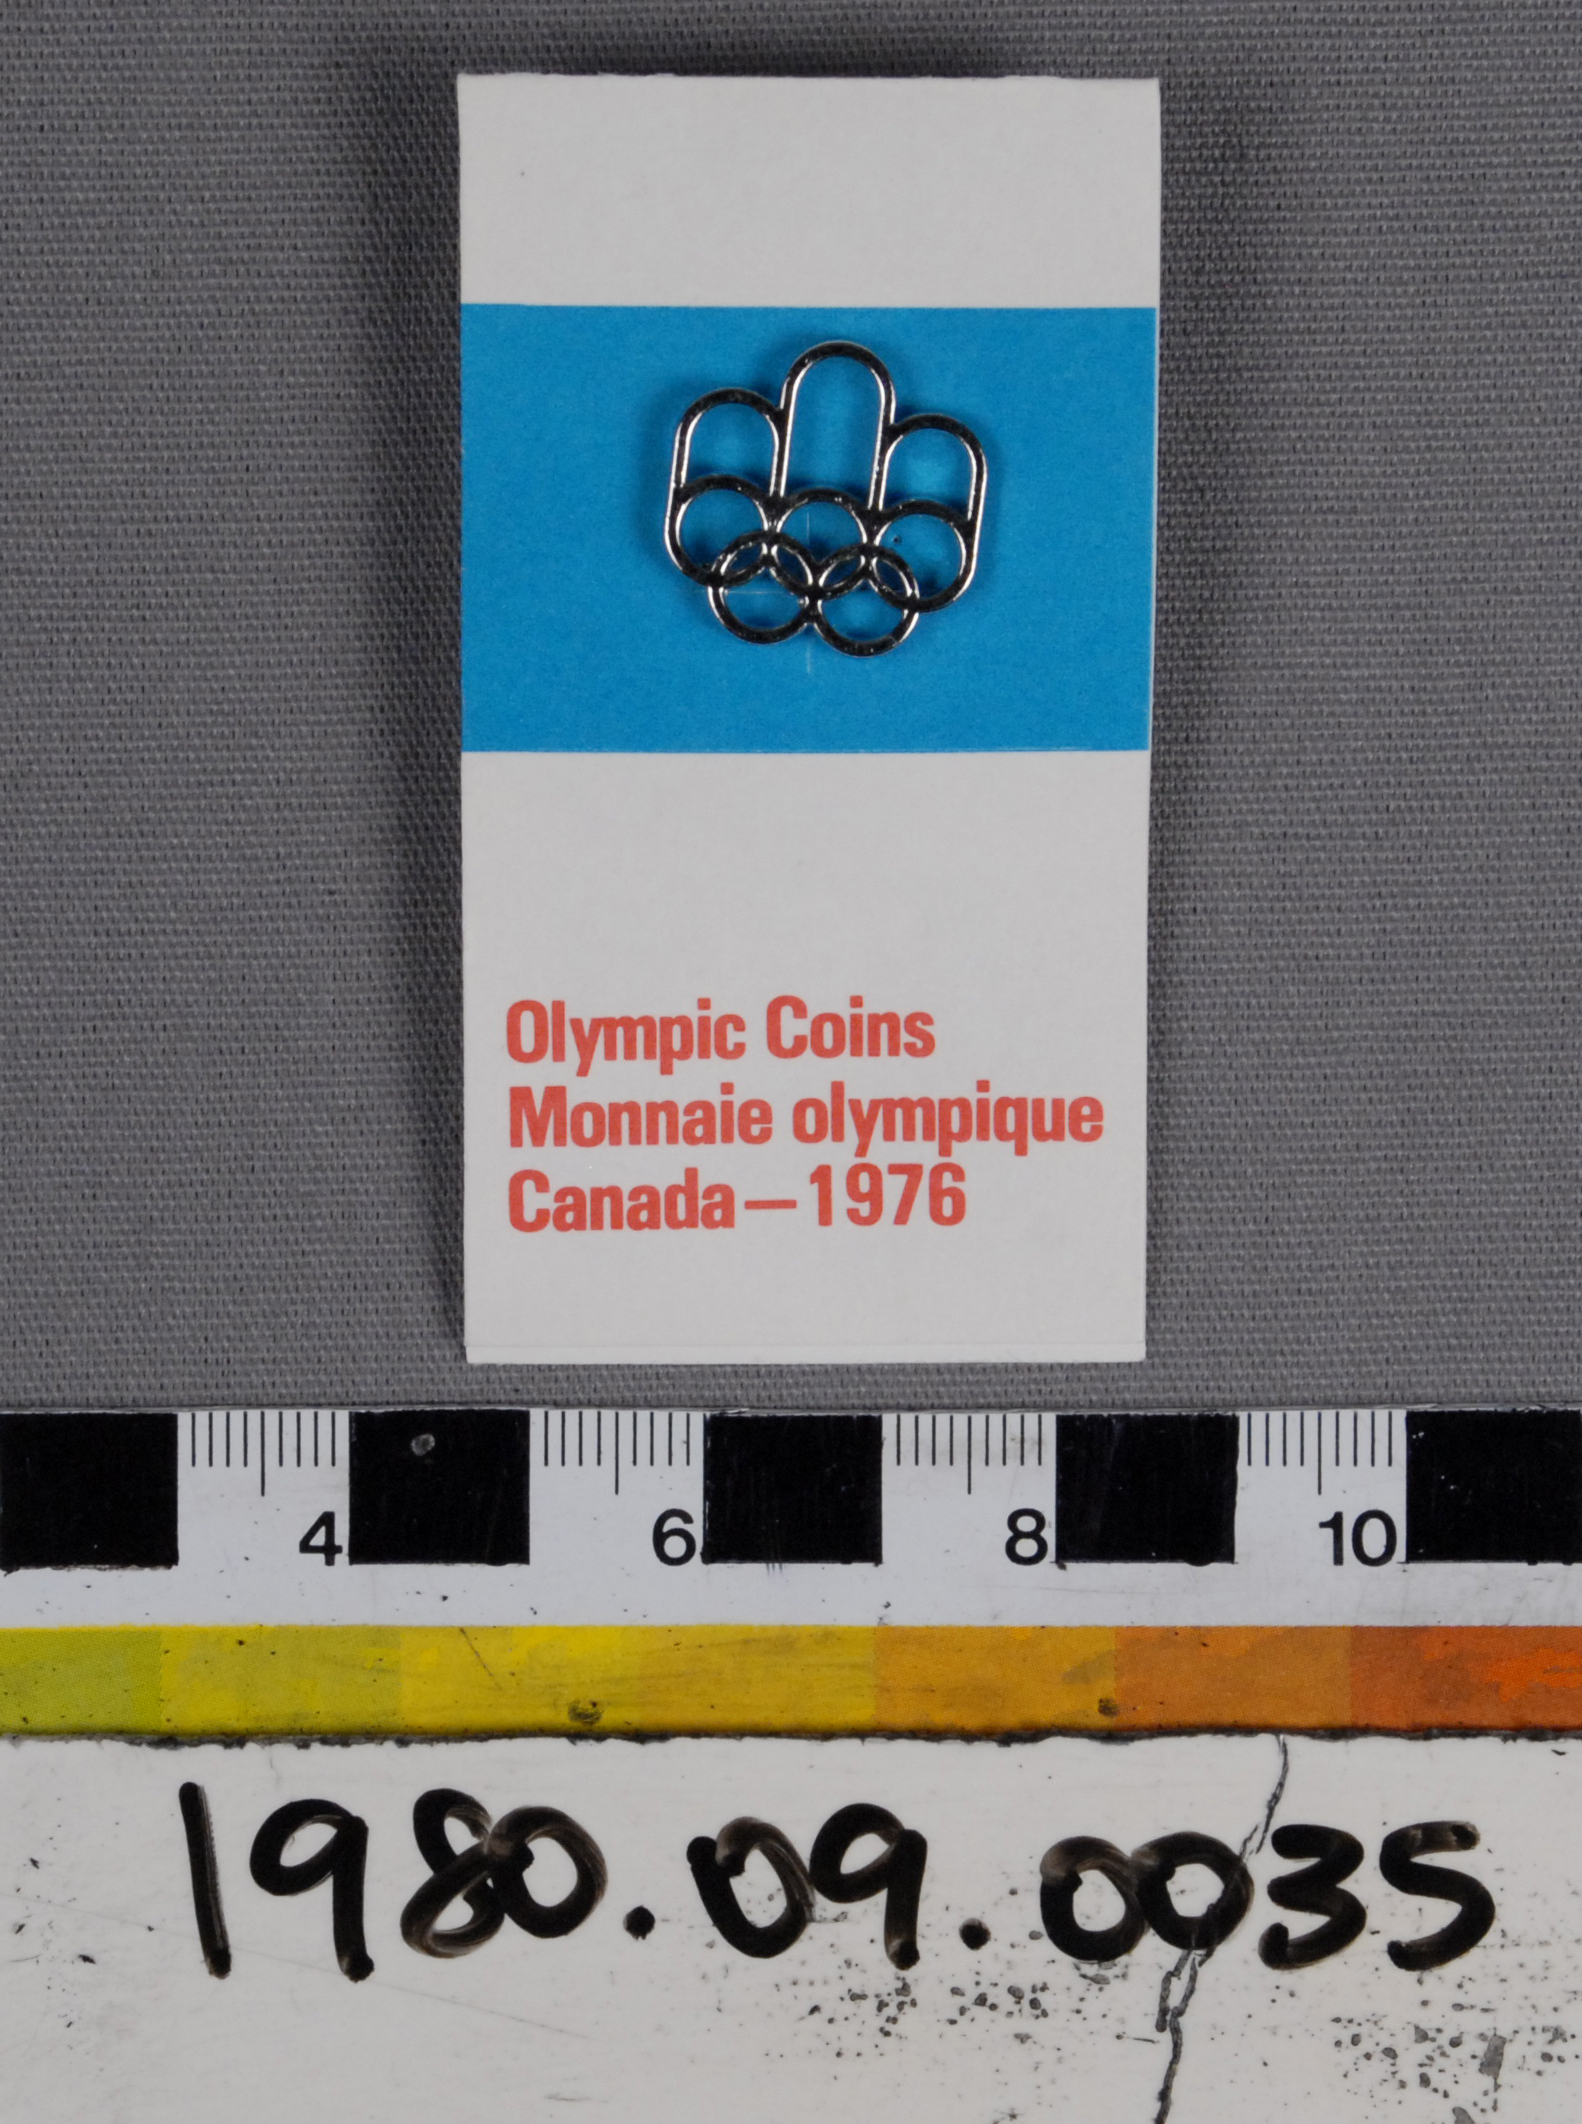 Olympic Coins
Monnaie olympique
Canada—1976
4 6 8 10
1980.09.0035